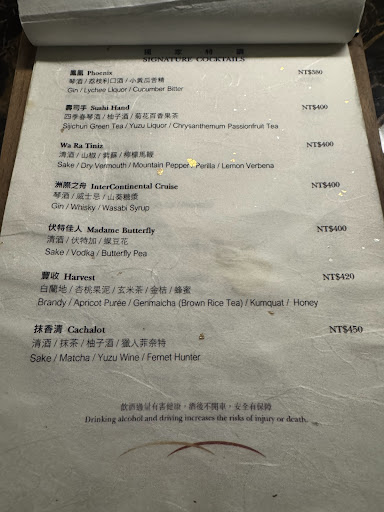 SIGNATURE COCKTAILS
鳳凰 Phoenix NT$380
琴酒 / 荔枝利口酒 / 小黃瓜苦精
Gin / Lychee Liquor / Cucumber Bitter
壽司手 Sushi Hand NT$400
四季春琴酒 / 柚子酒 / 菊花百香果茶
Sijichun Green Tea / Yuzu Liquor / Chrysanthemum Passionfruit Tea
Wa Ra Tiniz NT$400
清酒 / 山椒 / 紫蘇 / 檸檬馬鞭
Sake / Dry Vermouth / Mountain Pepper / Perilla / Lemon Verbena
洲際之舟 InterContinental Cruise NT$400
琴酒 / 威士忌 / 山葵糖漿
Gin / Whisky / Wasabi Syrup
伏特佳人 Madame Butterfly NT$400
清酒 / 伏特加 / 蝶豆花
Sake / Vodka / Butterfly Pea
豐收 Harvest NT$420
白蘭地 / 杏桃果泥 / 玄米茶 / 金桔 / 蜂蜜
Brandy / Apricot Purée / Genmaicha (Brown Rice Tea) / Kumquat / Honey
抹香清 Cachalot NT$450
清酒 / 抹茶 / 柚子酒 / 獵人菲奈特
Sake / Matcha / Yuzu Wine / Fernet Hunter
飲酒過量有害健康，酒後不開車，安全有保障
Drinking alcohol and driving increases the risks of injury or death.